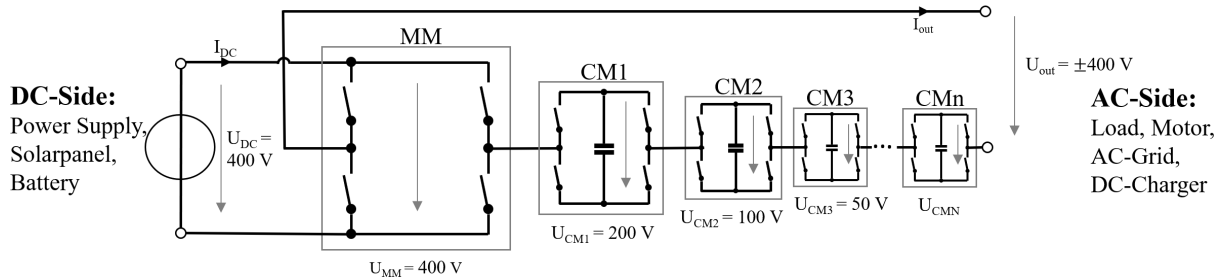 I_out
MM
I_DC
U_out = ±400 V
CM1
CM2
CM3
CMn
DC-Side:
Power Supply,
Solarpanel,
Battery
U_DC =
400 V
AC-Side:
Load, Motor,
AC-Grid,
DC-Charger
U_CM1 = 200 V
U_CM2 = 100 V
U_CM3 = 50 V
U_CMN
U_MM = 400 V